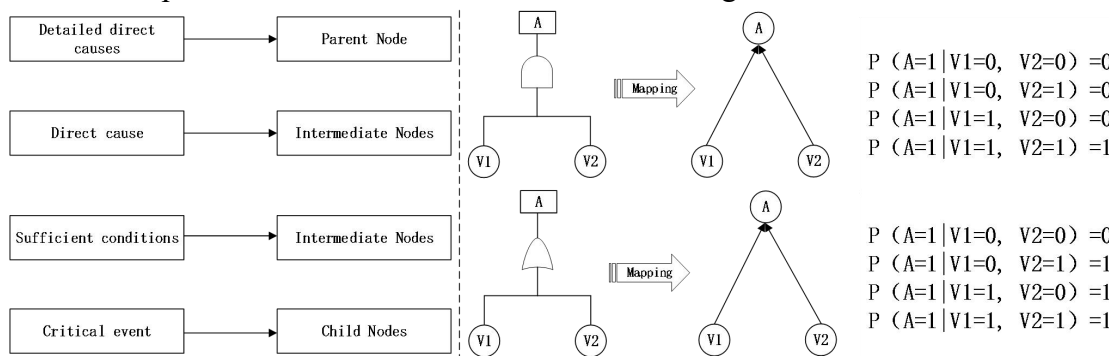 Detailed direct
causes
Parent Node
Direct cause
Intermediate Nodes
Sufficient conditions
Intermediate Nodes
Critical event
Child Nodes
A
V1
V2
Mapping
A
V1
V2
P (A=1|V1=0, V2=0) =0
P (A=1|V1=0, V2=1) =0
P (A=1|V1=1, V2=0) =0
P (A=1|V1=1, V2=1) =1
A
V1
V2
Mapping
A
V1
V2
P (A=1|V1=0, V2=0) =0
P (A=1|V1=0, V2=1) =1
P (A=1|V1=1, V2=0) =1
P (A=1|V1=1, V2=1) =1